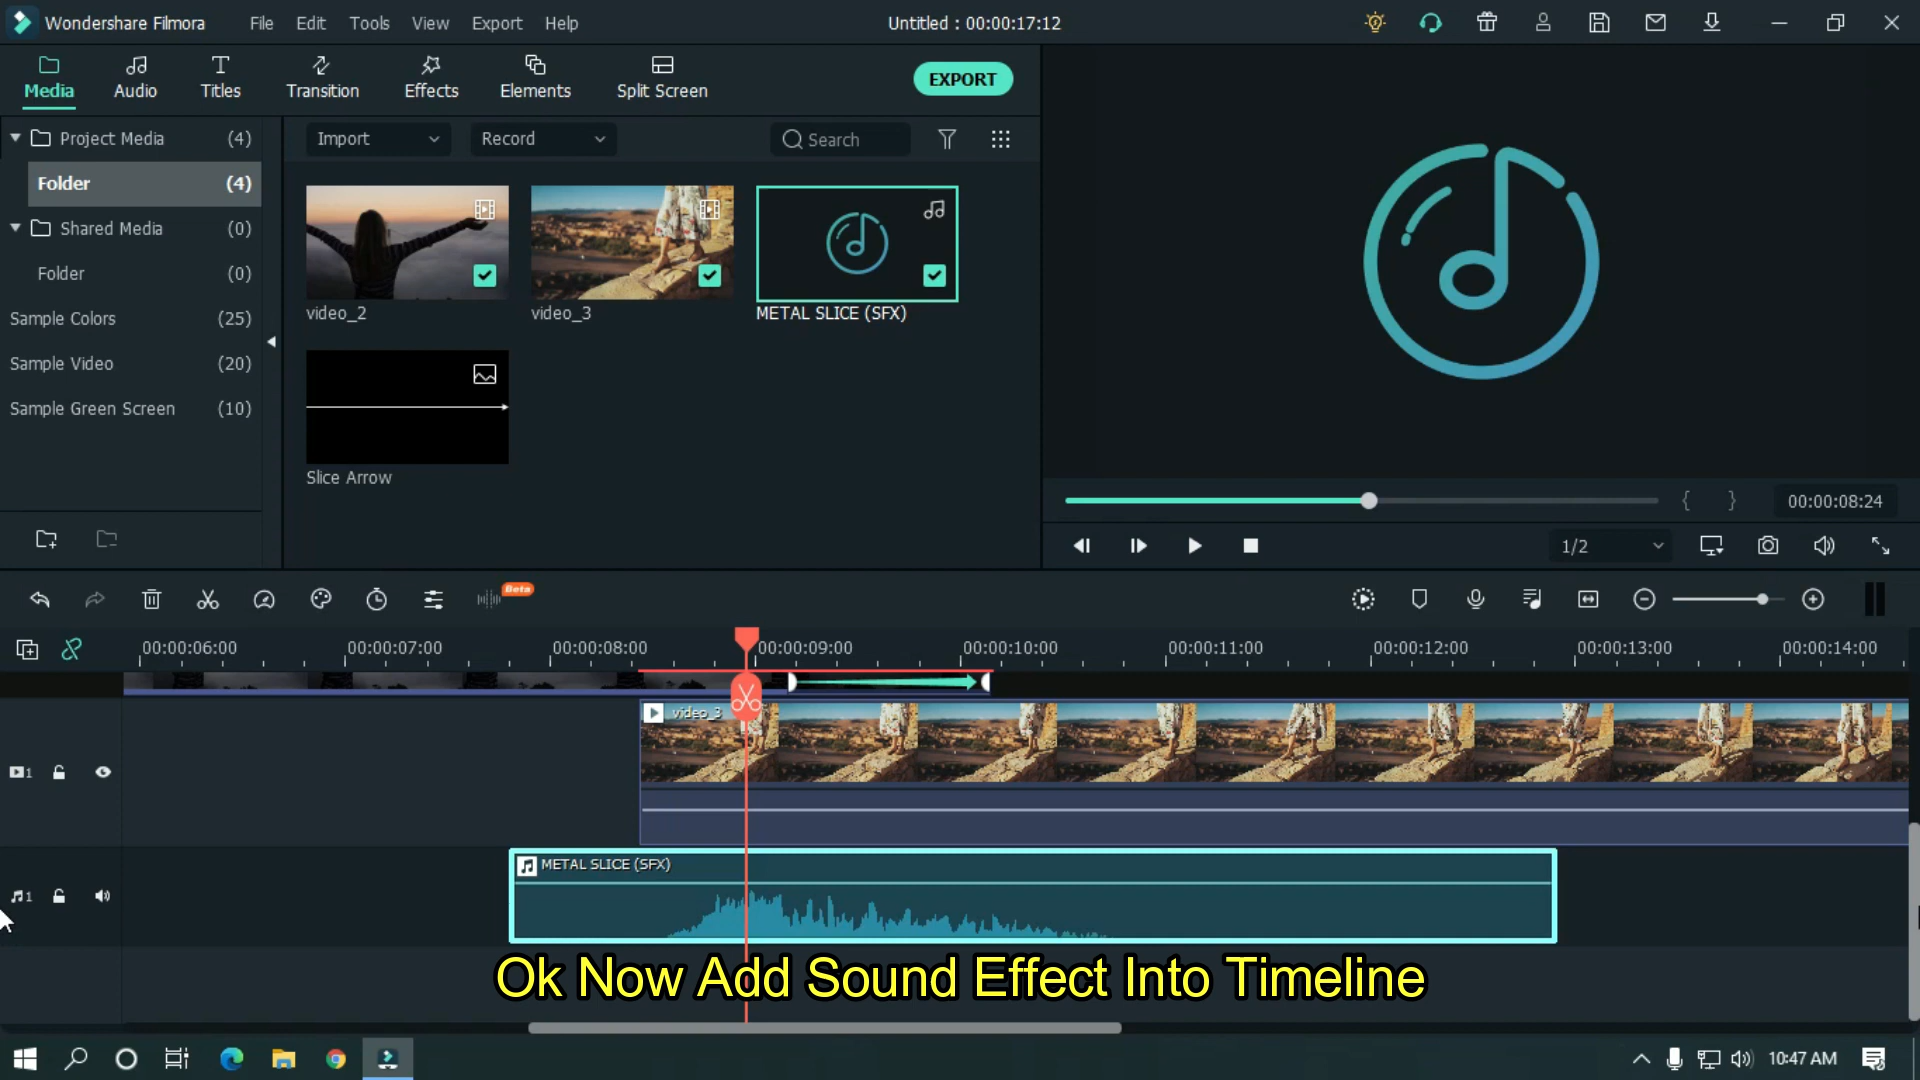 Wondershare Filmora File Edit Tools View Export Help Untitled : 00:00:17:12
Media Audio Titles Transition Effects Elements Split Screen EXPORT
Project Media (4)
Folder (4)
Shared Media (0)
Folder (0)
Sample Colors (25)
Sample Video (20)
Sample Green Screen (10)
Import Record Search
video_2 video_3 METAL SLICE (SFX)
Slice Arrow
{ } 00:00:08:24
1/2
Beta
00:00:06:00 00:00:07:00 00:00:08:00 00:00:09:00 00:00:10:00 00:00:11:00 00:00:12:00 00:00:13:00 00:00:14:00
video_3
1
METAL SLICE (SFX)
1
Ok Now Add Sound Effect Into Timeline
10:47 AM